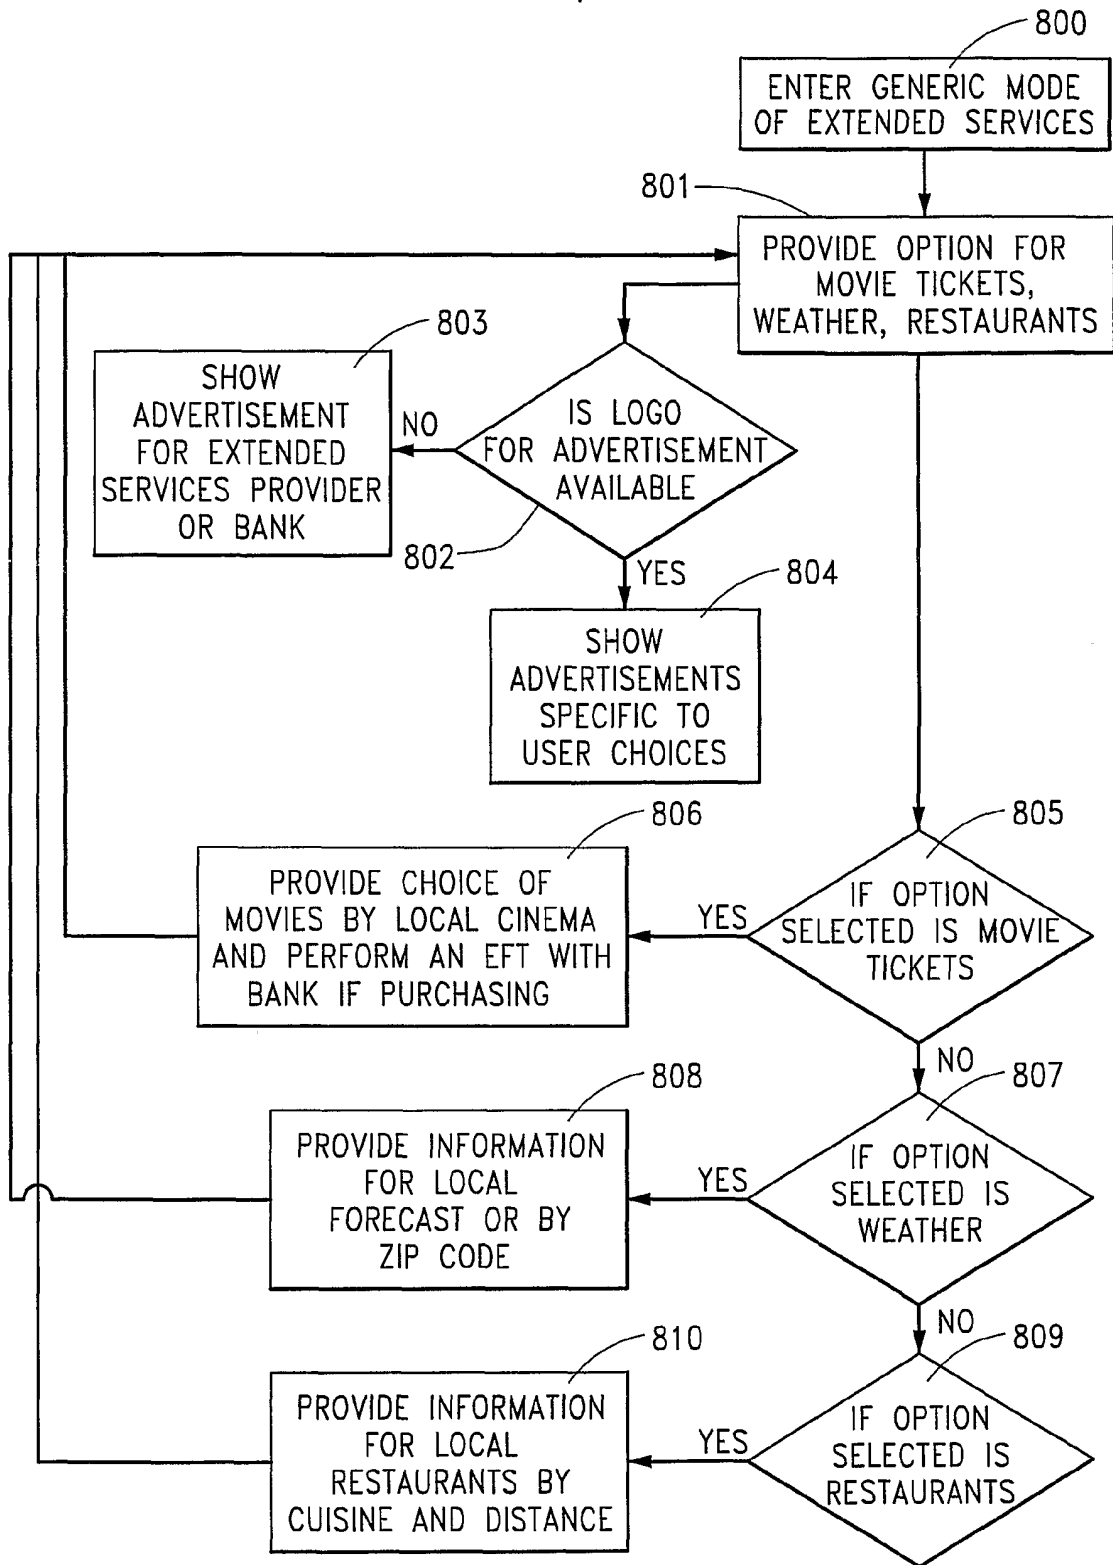 800
ENTER GENERIC MODE
OF EXTENDED SERVICES
801
PROVIDE OPTION FOR
MOVIE TICKETS,
WEATHER, RESTAURANTS
803
SHOW
ADVERTISEMENT
FOR EXTENDED
SERVICES PROVIDER
OR BANK
NO
IS LOGO
FOR ADVERTISEMENT
AVAILABLE
802
YES
804
SHOW
ADVERTISEMENTS
SPECIFIC TO
USER CHOICES
805
IF OPTION
SELECTED IS MOVIE
TICKETS
YES
806
PROVIDE CHOICE OF
MOVIES BY LOCAL CINEMA
AND PERFORM AN EFT WITH
BANK IF PURCHASING
NO
807
IF OPTION
SELECTED IS
WEATHER
YES
808
PROVIDE INFORMATION
FOR LOCAL
FORECAST OR BY
ZIP CODE
NO
809
IF OPTION
SELECTED IS
RESTAURANTS
YES
810
PROVIDE INFORMATION
FOR LOCAL
RESTAURANTS BY
CUISINE AND DISTANCE